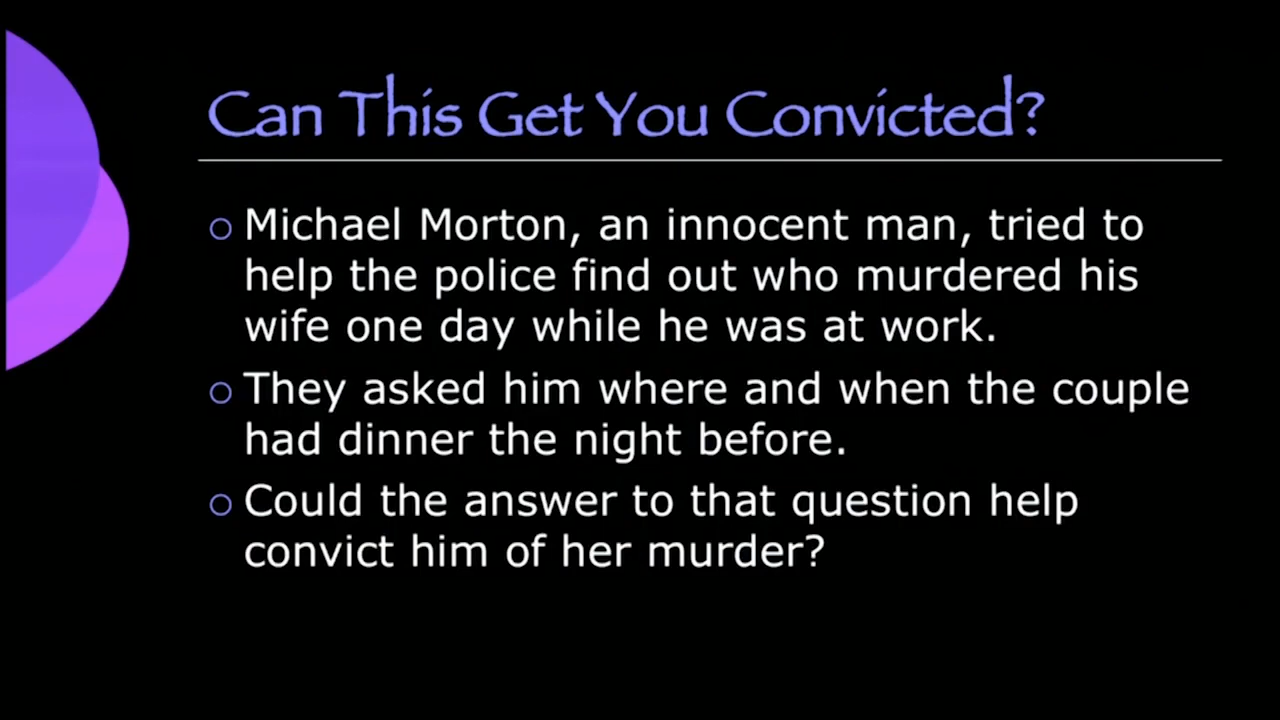 Can This Get You Convicted?
Michael Morton, an innocent man, tried to
help the police find out who murdered his
wife one day while he was at work.
They asked him where and when the couple
had dinner the night before.
Could the answer to that question help
convict him of her murder?